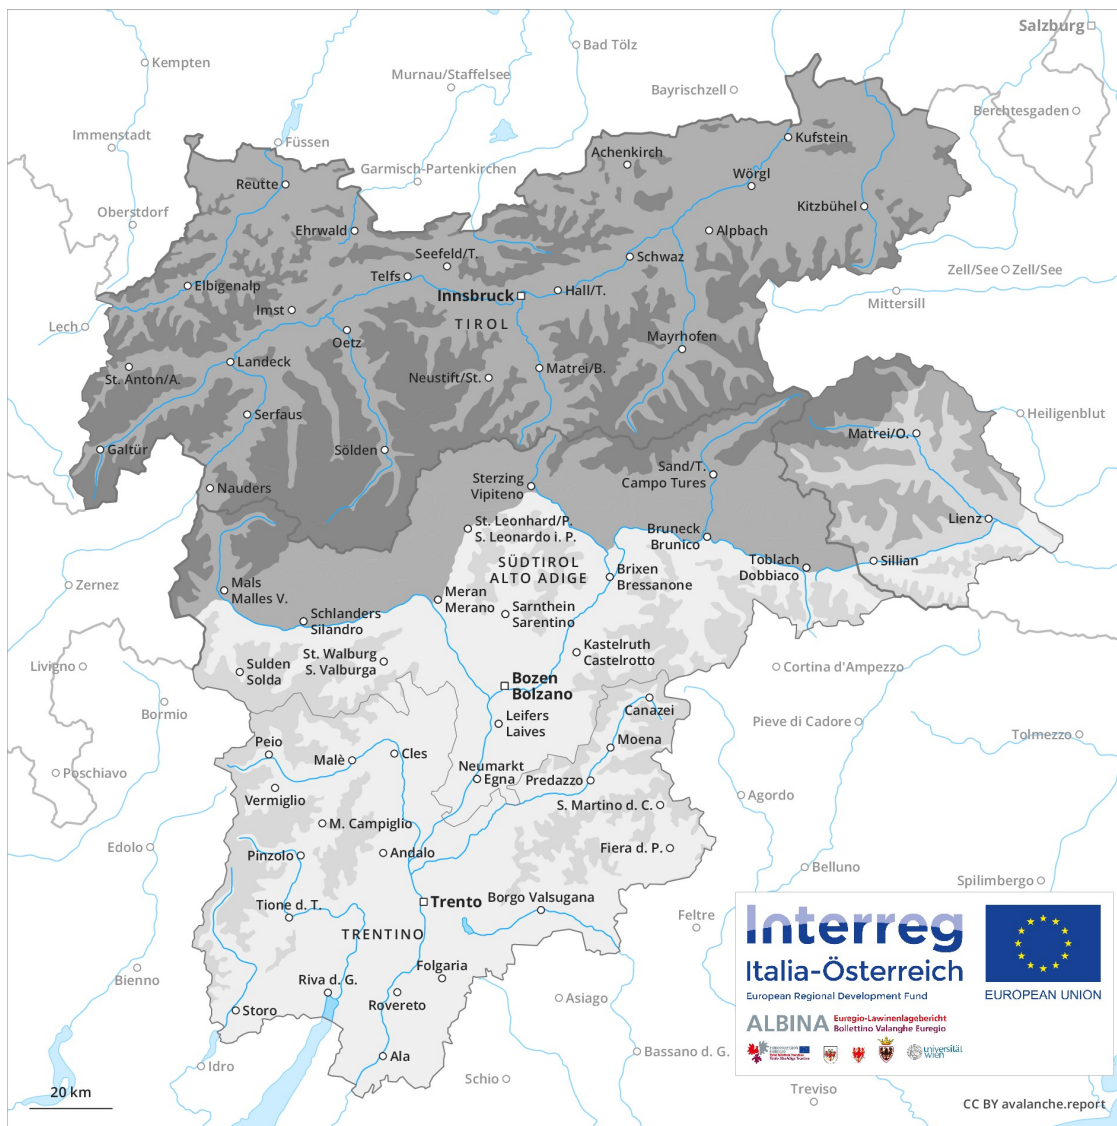 Salzburg
Bad Tölz
Kempten
Murnau/Staffelsee
Bayrischzell
Berchtesgaden
Immenstadt
Füssen
Kufstein
Achenkirch
Garmisch-Partenkirchen
Wörgl
Reutte
Oberstdorf
Kitzbühel
Ehrwald
Alpbach
Seefeld/T.
Schwaz
Telfs
Zell/See
Zell/See
Elbigenalp
Innsbruck
Hall/T.
Mittersill
Imst
TIROL
Lech
Oetz
Mayrhofen
Landeck
Matrei/B.
St. Anton/A.
Neustift/St.
Serfaus
Heiligenblut
Matrei/O.
Galtür
Sölden
Sand/T.
Campo Tures
Sterzing
Vipiteno
Nauders
St. Leonhard/P.
S. Leonardo i. P.
Lienz
Bruneck
Brunico
SÜDTIROL
ALTO ADIGE
Toblach
Dobbiaco
Sillian
Brixen
Bressanone
Zernez
Mals
Malles V.
Meran
Merano
Sarnthein
Sarentino
Schlanders
Silandro
Kastelruth
Castelrotto
St. Walburg
S. Valburga
Livigno
Sulden
Solda
Cortina d'Ampezzo
Bozen
Bolzano
Bormio
Canazei
Leifers
Laives
Pieve di Cadore
Tolmezzo
Moena
Peio
Cles
Malè
Poschiavo
Neumarkt
Egna
Predazzo
Vermiglio
S. Martino d. C.
Agordo
M. Campiglio
Edolo
Pinzolo
Andalo
Fiera d. P.
Belluno
Spilimbergo
Trento
Borgo Valsugana
Tione d. T.
Feltre
TRENTINO
Interreg
Italia-Österreich
European Regional Development Fund
EUROPEAN UNION
Folgaria
Bienno
Riva d. G.
Rovereto
Asiago
Storo
ALBINA
Euregio-Lawinenlagebericht
Bollettino Valanghe Euregio
universität
wien
Ala
Bassano d. G.
Idro
Schio
Treviso
20 km
CC BY avalanche.report